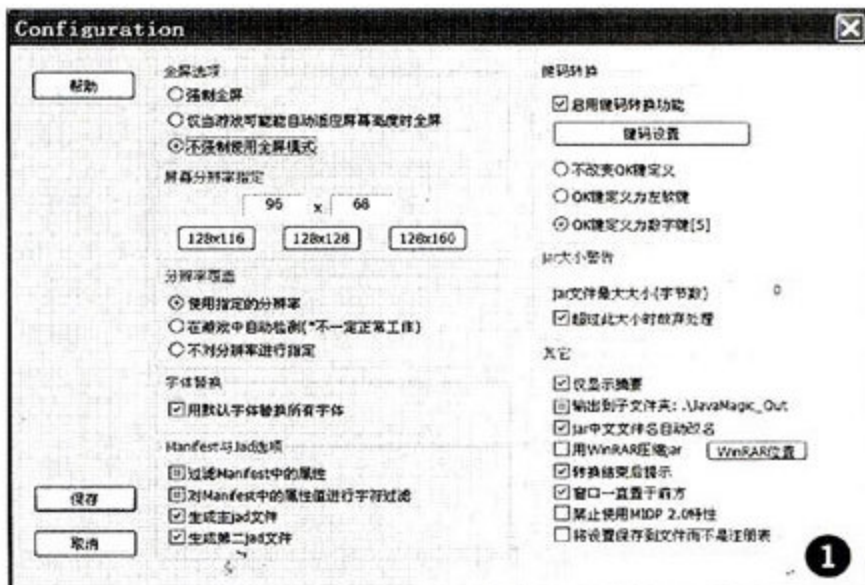 Configuration
帮助
保存
取消
全屏选项
强制全屏
仅当游戏可能能自动适应屏幕高度时全屏
不强制使用全屏模式
屏幕分辨率指定
96 x 68
128x116 128x128 128x160
分辨率覆盖
使用指定的分辨率
在游戏中自动检测(*不一定正常工作)
不对分辨率进行指定
字体替换
用默认字体替换所有字体
Manifest与Jad选项
过滤Manifest中的属性
对Manifest中的属性值进行字符过滤
生成主jad文件
生成第二jad文件
键码转换
启用键码转换功能
键码设置
不改变OK键定义
OK键定义为左软键
OK键定义为数字键[5]
jar大小警告
jar文件最大大小(字节数) 0
超过此大小时放弃处理
其它
仅显示摘要
输出到子文件夹: .\JavaMagic_Out
jar中文文件名自动改名
用WinRAR压缩jar WinRAR位置
转换结束后提示
窗口一直置于前方
禁止使用MIDP 2.0特性
将设置保存到文件而不是注册表
1